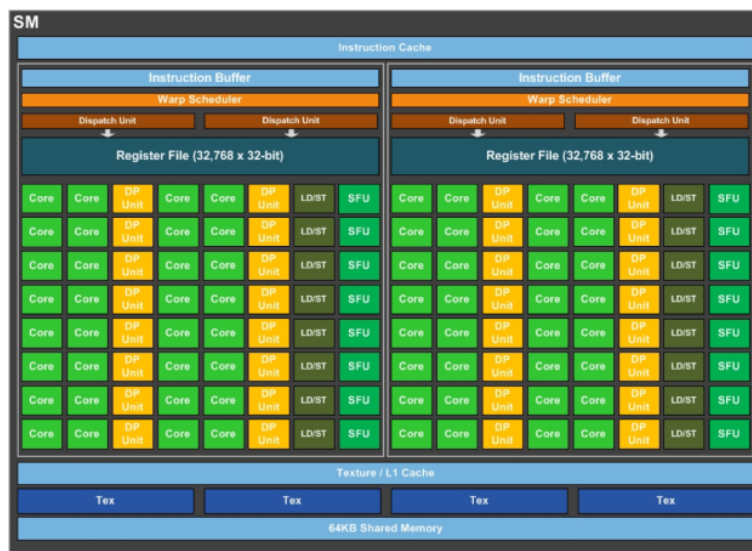 SM
Instruction Cache
Instruction Buffer Instruction Buffer
Warp Scheduler Warp Scheduler
Dispatch Unit Dispatch Unit Dispatch Unit Dispatch Unit
Register File (32,768 x 32-bit) Register File (32,768 x 32-bit)
Core Core DP Unit Core Core DP Unit LD/ST SFU Core Core DP Unit Core Core DP Unit LD/ST SFU
Core Core DP Unit Core Core DP Unit LD/ST SFU Core Core DP Unit Core Core DP Unit LD/ST SFU
Core Core DP Unit Core Core DP Unit LD/ST SFU Core Core DP Unit Core Core DP Unit LD/ST SFU
Core Core DP Unit Core Core DP Unit LD/ST SFU Core Core DP Unit Core Core DP Unit LD/ST SFU
Core Core DP Unit Core Core DP Unit LD/ST SFU Core Core DP Unit Core Core DP Unit LD/ST SFU
Core Core DP Unit Core Core DP Unit LD/ST SFU Core Core DP Unit Core Core DP Unit LD/ST SFU
Core Core DP Unit Core Core DP Unit LD/ST SFU Core Core DP Unit Core Core DP Unit LD/ST SFU
Core Core DP Unit Core Core DP Unit LD/ST SFU Core Core DP Unit Core Core DP Unit LD/ST SFU
Texture / L1 Cache
Tex Tex Tex Tex
64KB Shared Memory